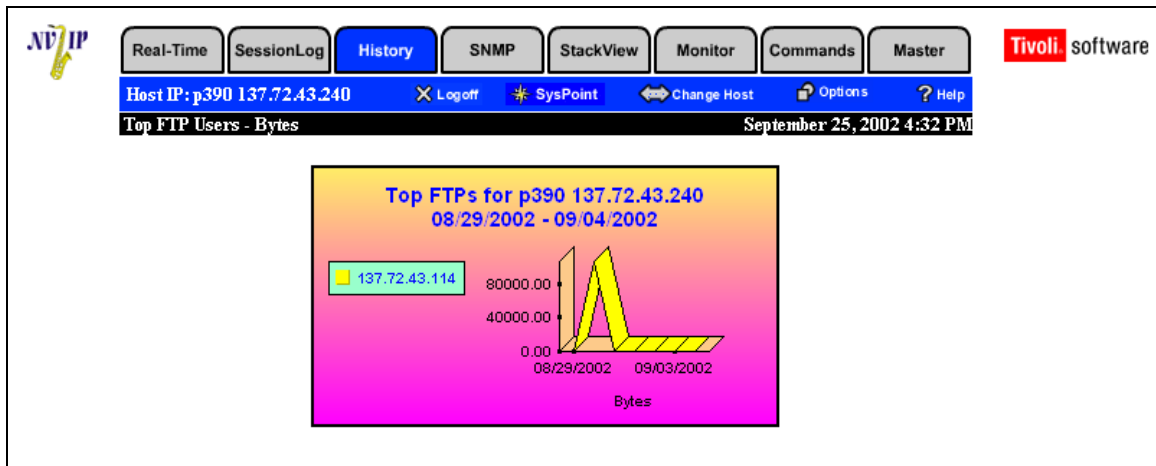 NV IP
Real-Time SessionLog History SNMP StackView Monitor Commands Master
Tivoli. software
Host IP: p390 137.72.43.240 Logoff SysPoint Change Host Options ? Help
Top FTP Users - Bytes September 25, 2002 4:32 PM
Top FTPs for p390 137.72.43.240
08/29/2002 - 09/04/2002
137.72.43.114
80000.00
40000.00
0.00
08/29/2002 09/03/2002
Bytes